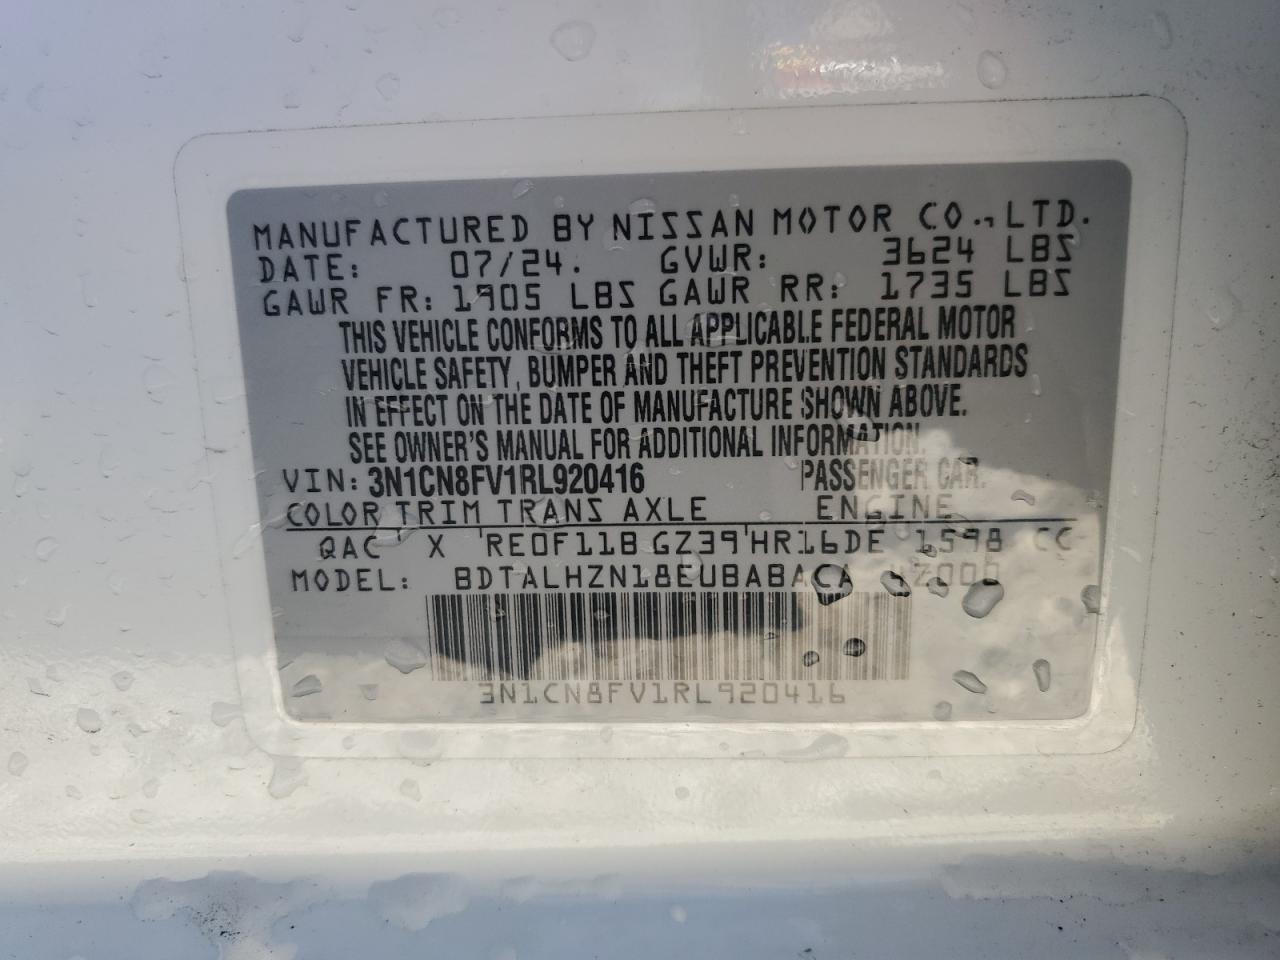 MANUFACTURED BY NISSAN MOTOR CO., LTD.
DATE: 07/24. GVWR: 3624 LBS
GAWR FR: 1905 LBS GAWR RR: 1735 LBS
THIS VEHICLE CONFORMS TO ALL APPLICABLE FEDERAL MOTOR
VEHICLE SAFETY, BUMPER AND THEFT PREVENTION STANDARDS
IN EFFECT ON THE DATE OF MANUFACTURE SHOWN ABOVE.
SEE OWNER'S MANUAL FOR ADDITIONAL INFORMATION.
VIN: 3N1CN8FV1RL920416 PASSENGER CAR.
COLOR TRIM TRANS AXLE ENGINE
QAC X RE0F11B GZ39 HR16DE 1598 CC
MODEL: BDTALHZN18EUBABACA
3N1CN8FV1RL920416